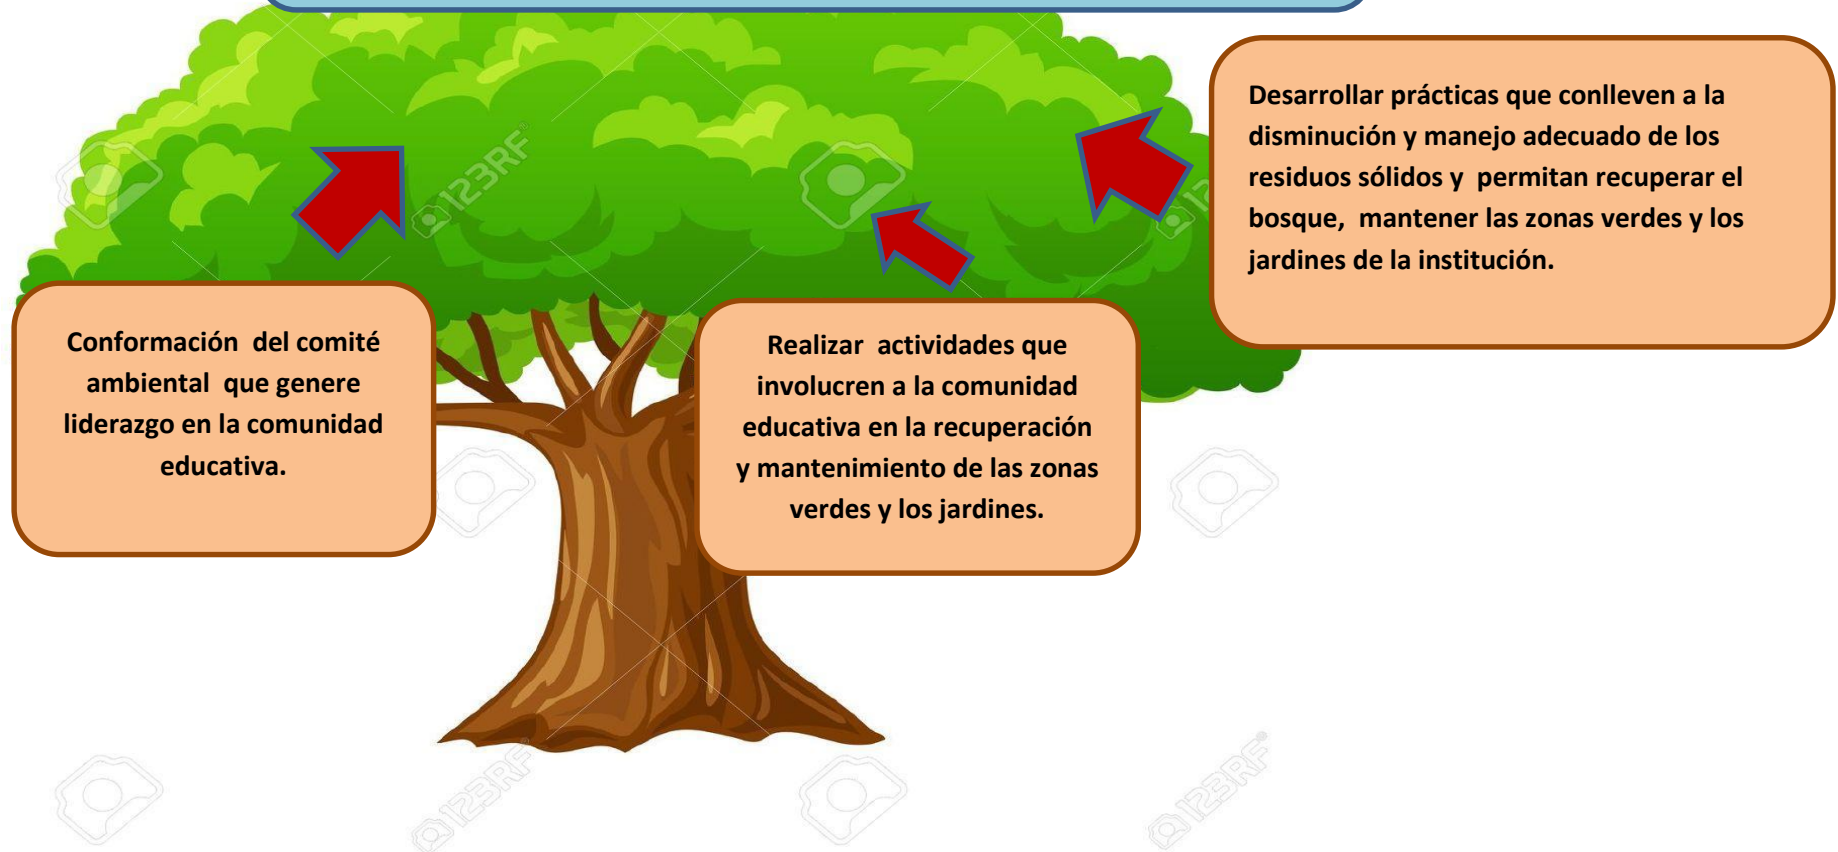 Desarrollar prácticas que conlleven a la
disminución y manejo adecuado de los
residuos sólidos y permitan recuperar el
bosque, mantener las zonas verdes y los
jardines de la institución.
Conformación del comité
ambiental que genere
liderazgo en la comunidad
educativa.
Realizar actividades que
involucren a la comunidad
educativa en la recuperación
y mantenimiento de las zonas
verdes y los jardines.
@123RF
@123RF
@123RF